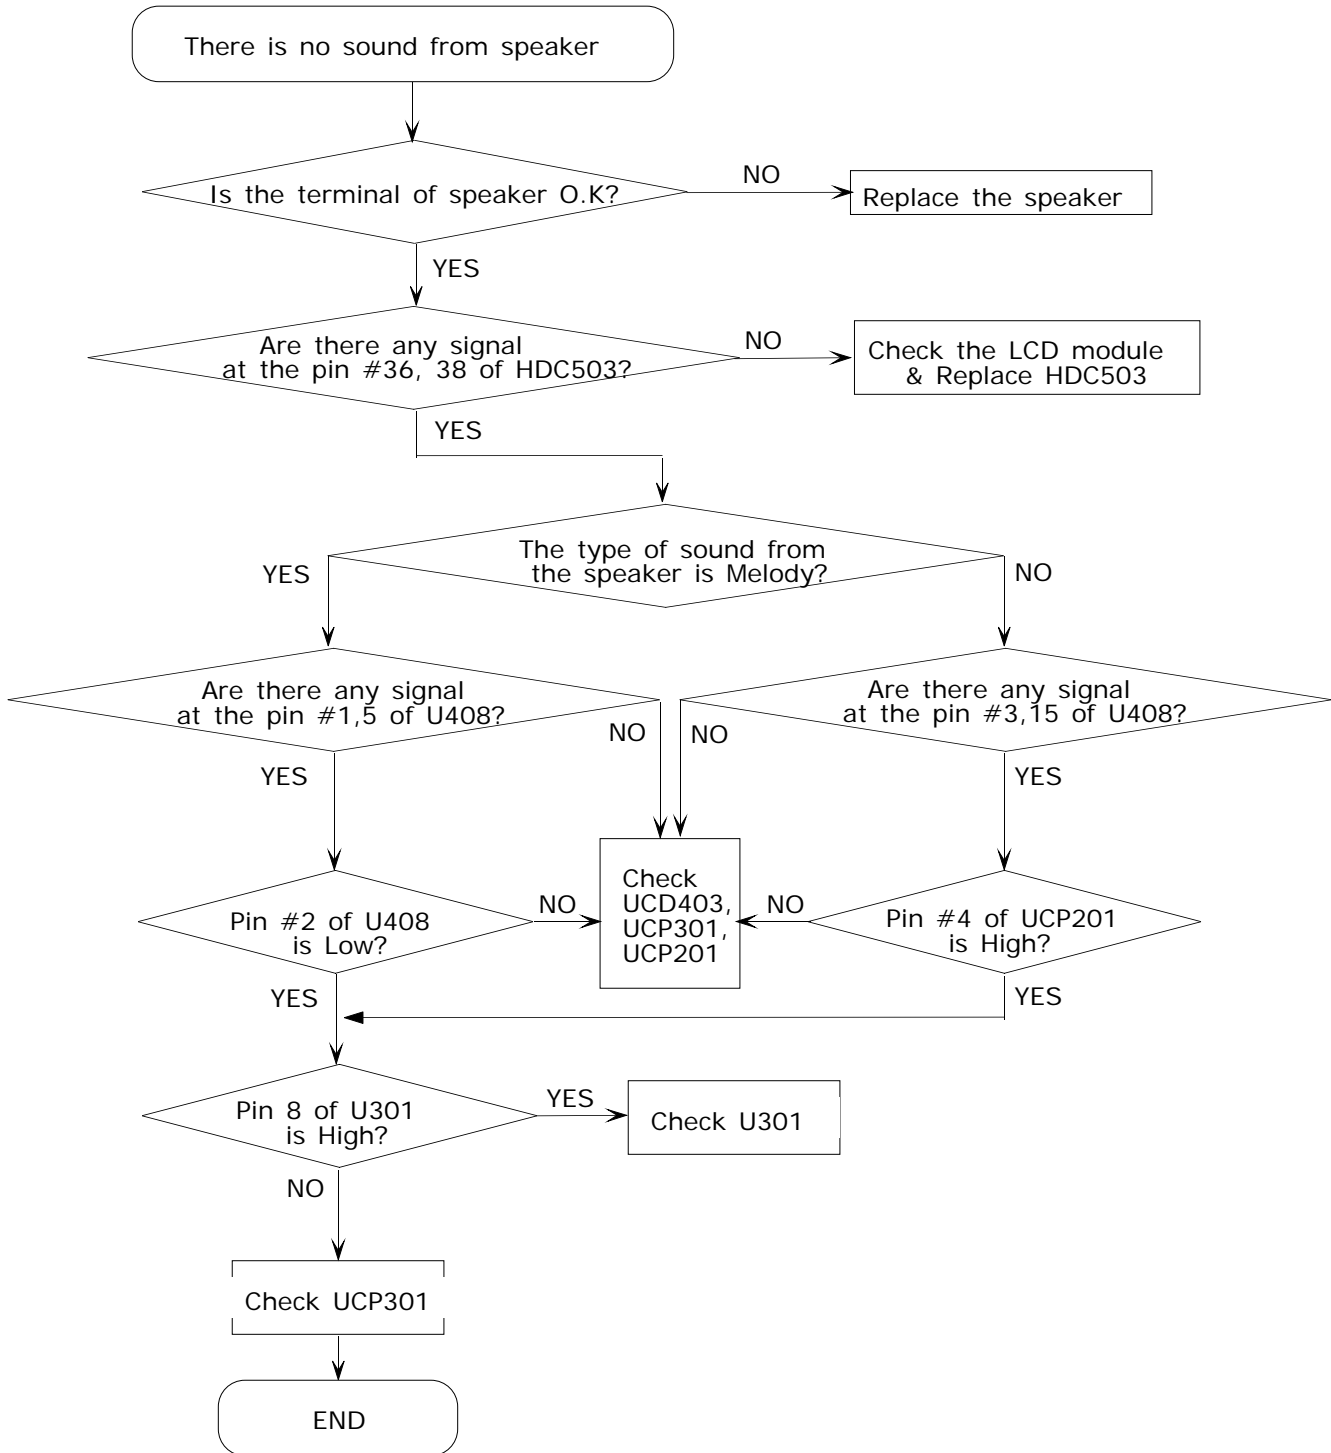 There is no sound from speaker
Is the terminal of speaker O.K?
NO
Replace the speaker
YES
Are there any signal
at the pin #36, 38 of HDC503?
NO
Check the LCD module
& Replace HDC503
YES
The type of sound from
the speaker is Melody?
YES
NO
Are there any signal
at the pin #1,5 of U408?
NO
YES
Are there any signal
at the pin #3,15 of U408?
NO
YES
Pin #2 of U408
is Low?
NO
Check
UCD403,
UCP301,
UCP201
NO
Pin #4 of UCP201
is High?
YES
YES
Pin 8 of U301
is High?
YES
Check U301
NO
Check UCP301
END